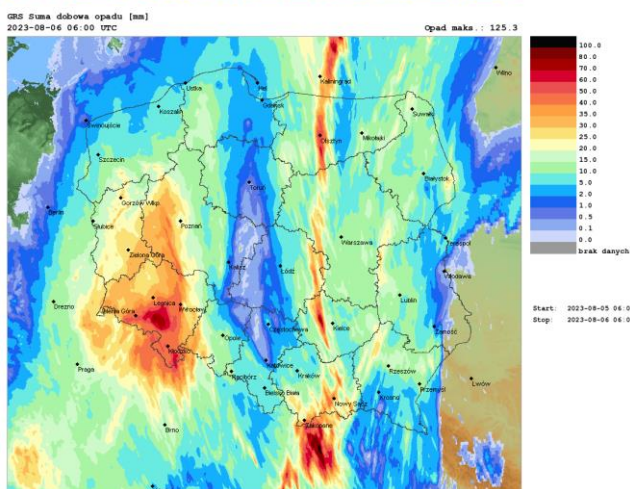 GRS Suma dobowa opadu [mm]
2023-08-06 06:00 UTC
Opad maks.: 125.3
100.0
80.0
70.0
60.0
50.0
40.0
35.0
30.0
25.0
20.0
15.0
10.0
5.0
2.0
1.0
0.5
0.1
0.0
brak danych
Start: 2023-08-05 06:0
Stop: 2023-08-06 06:0
Kaliningrad
Wilno
Ustka
Hel
Gdańsk
Koszalin
Suwałki
Świnoujście
Olsztyn
Mikołajki
Szczecin
Białystok
Toruń
Gorzów Wlkp.
Berlin
Słubice
Poznań
Warszawa
Terespol
Zielona Góra
Kalisz
Łódź
Włodawa
Legnica
Lublin
Drezno
Jelenia Góra
Wrocław
Kielce
Zamość
Opole
Częstochowa
Kłodzko
Praga
Katowice
Racibórz
Kraków
Rzeszów
Lwów
Bielsko Biała
Krosno
Przemyśl
Nowy Sącz
Brno
Zakopane